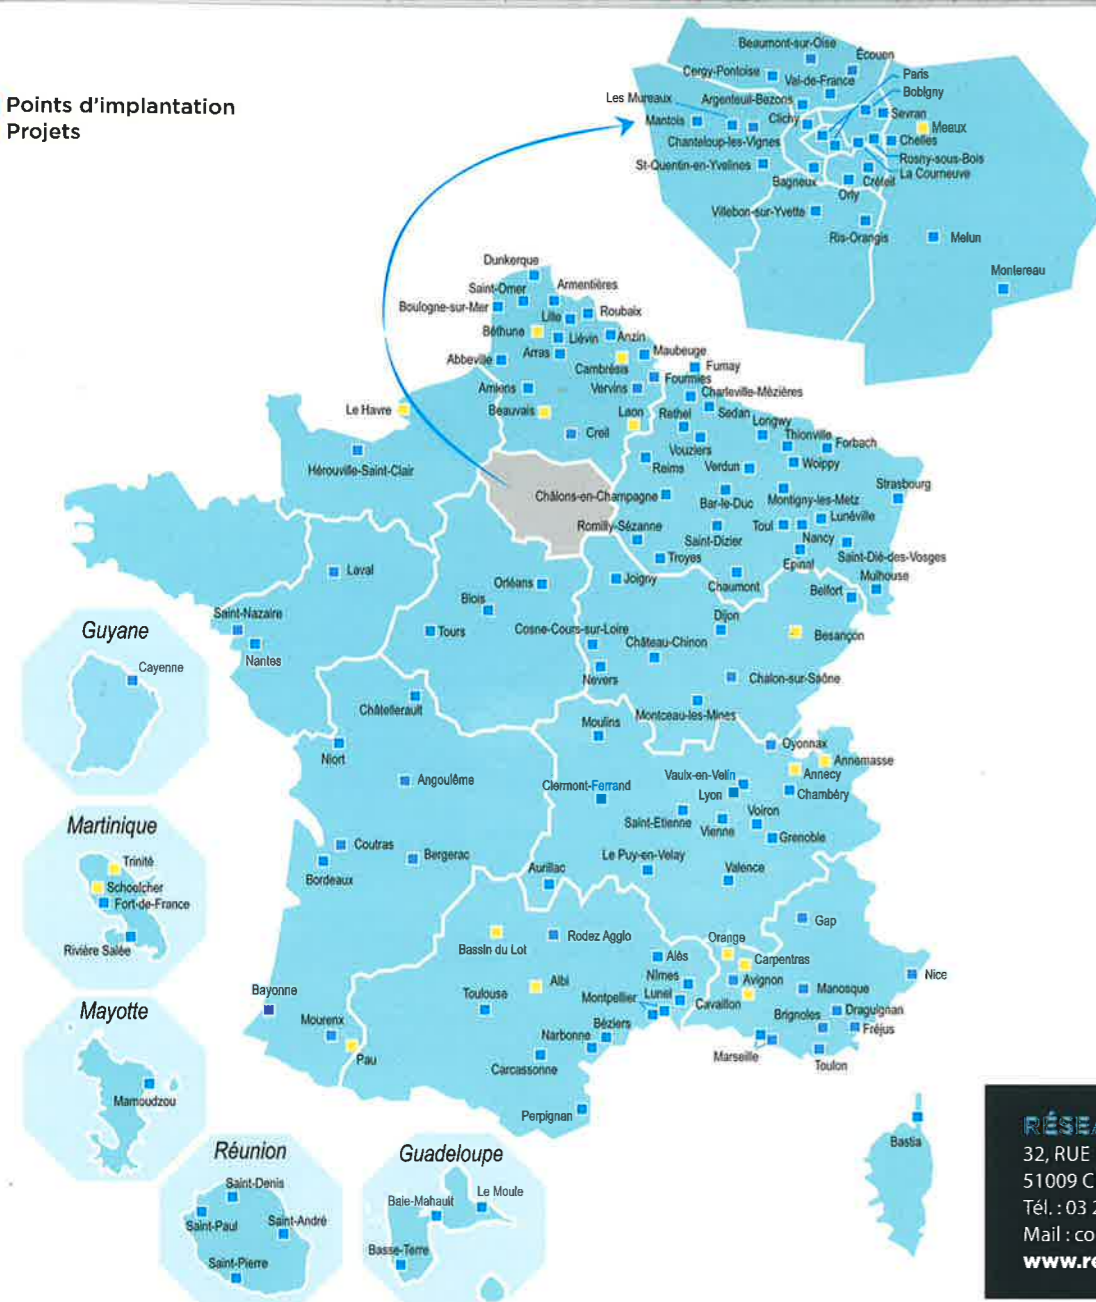 Points d'implantation
Projets
Beaumont-sur-Oise
Écouen
Cergy-Pontoise
Val-de-France
Paris
Bobigny
Les Mureaux
Argenteuil-Bezons
Sevran
Mantois
Clichy
Meaux
Chanteloup-les-Vignes
Chelles
Rosny-sous-Bois
St-Quentin-en-Yvelines
La Courneuve
Bagneux
Créteil
Orly
Villebon-sur-Yvette
Ris-Orangis
Melun
Montereau
Dunkerque
Saint-Omer
Armentières
Boulogne-sur-Mer
Lille
Roubaix
Béthune
Liévin
Anzin
Abbeville
Arras
Maubeuge
Cambrésis
Fumay
Fourmies
Amiens
Vervins
Charleville-Mézières
Le Havre
Beauvais
Laon
Rethel
Sedan
Longwy
Creil
Thionville
Forbach
Vouziers
Hérouville-Saint-Clair
Reims
Verdun
Woippy
Strasbourg
Châlons-en-Champagne
Bar-le-Duc
Montigny-les-Metz
Lunéville
Romilly-Sézanne
Toul
Saint-Dizier
Nancy
Troyes
Epinal
Saint-Dié-des-Vosges
Laval
Orléans
Joigny
Chaumont
Mulhouse
Belfort
Blois
Saint-Nazaire
Dijon
Tours
Cosne-Cours-sur-Loire
Besançon
Château-Chinon
Nantes
Nevers
Chalon-sur-Saône
Châtellerault
Montceau-les-Mines
Moulins
Niort
Oyonnax
Annemasse
Annecy
Angoulême
Clermont-Ferrand
Vaulx-en-Velin
Lyon
Chambéry
Saint-Etienne
Vienne
Voiron
Grenoble
Coutras
Bergerac
Le Puy-en-Velay
Bordeaux
Aurillac
Valence
Gap
Bassin du Lot
Rodez Agglo
Orange
Alès
Carpentras
Nîmes
Nice
Albi
Avignon
Bayonne
Toulouse
Montpellier
Lunel
Cavaillon
Manosque
Mourenx
Béziers
Brignoles
Draguignan
Narbonne
Fréjus
Pau
Marseille
Carcassonne
Toulon
Perpignan
Bastia
Guyane
Cayenne
Martinique
Trinité
Schoelcher
Fort-de-France
Rivière Salée
Mayotte
Mamoudzou
Réunion
Saint-Denis
Saint-Paul
Saint-André
Saint-Pierre
Guadeloupe
Baie-Mahault
Le Moule
Basse-Terre
RÉSEA
32, RUE
51009 C
Tél. : 03 2
Mail : co
www.re